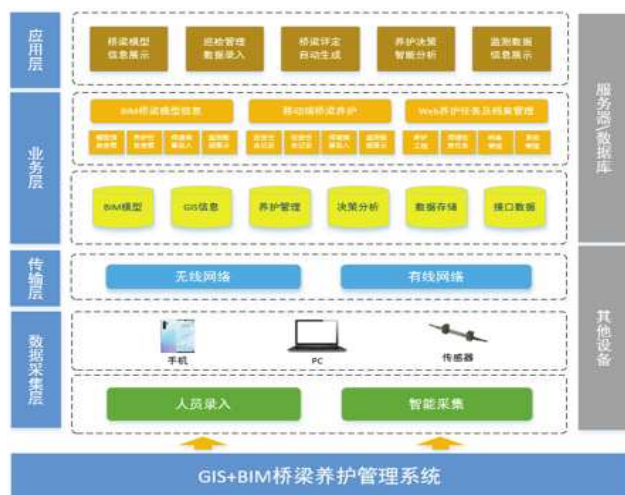 应用层
桥梁模型
信息展示
巡检管理
数据录入
桥梁评定
自动生成
养护决策
智能分析
监测数据
信息展示
服务器/数据库
业务层
BIM桥梁模型信息
移动端桥梁养护
Web养护任务及档案管理
BIM模型
GIS信息
养护管理
决策分析
数据存储
接口数据
传输层
无线网络
有线网络
数据采集层
手机
PC
传感器
其他设备
人员录入
智能采集
GIS+BIM桥梁养护管理系统